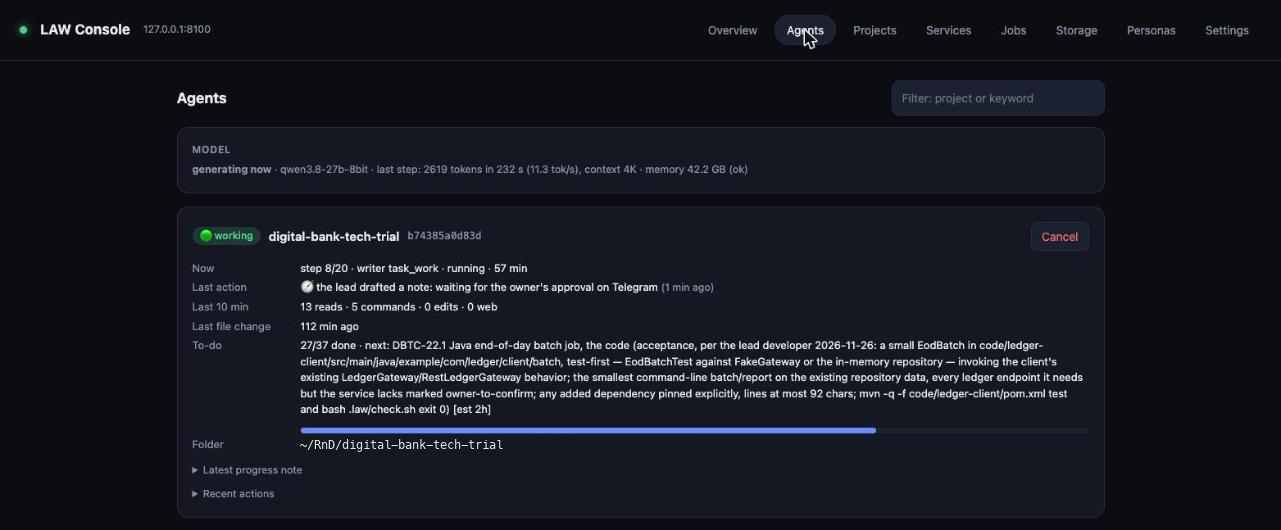 LAW Console 127.0.0.1:8100
Overview Agents Projects Services Jobs Storage Personas Settings
Agents
Filter: project or keyword
MODEL
generating now · qwen3.8-27b-8bit · last step: 2619 tokens in 232 s (11.3 tok/s), context 4K · memory 42.2 GB (ok)
working digital-bank-tech-trial b74385a0d83d
Cancel
Now step 8/20 · writer task_work · running · 57 min
Last action 🧭 the lead drafted a note: waiting for the owner's approval on Telegram (1 min ago)
Last 10 min 13 reads · 5 commands · 0 edits · 0 web
Last file change 112 min ago
To-do 27/37 done · next: DBTC-22.1 Java end-of-day batch job, the code (acceptance, per the lead developer 2026-11-26: a small EodBatch in code/ledger-
client/src/main/java/example/com/ledger/client/batch, test-first — EodBatchTest against FakeGateway or the in-memory repository — invoking the client's
existing LedgerGateway/RestLedgerGateway behavior; the smallest command-line batch/report on the existing repository data, every ledger endpoint it needs
but the service lacks marked owner-to-confirm; any added dependency pinned explicitly, lines at most 92 chars; mvn -q -f code/ledger-client/pom.xml test
and bash .law/check.sh exit 0) [est 2h]
Folder ~/RnD/digital-bank-tech-trial
▸ Latest progress note
▸ Recent actions